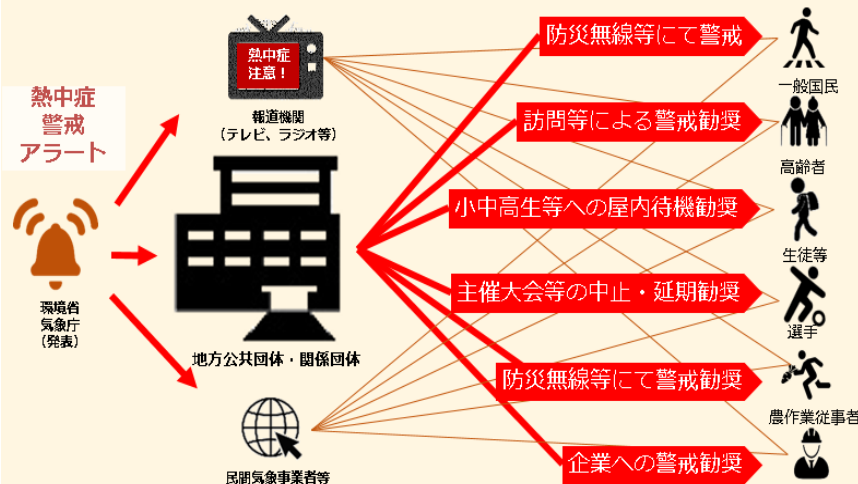 熱中症
警戒
アラート
環境省
気象庁
（発表）
熱中症
注意！
報道機関
（テレビ、ラジオ等）
地方公共団体・関係団体
民間気象事業者等
防災無線等にて警戒
訪問等による警戒勧奨
小中高生等への屋内待機勧奨
主催大会等の中止・延期勧奨
防災無線等にて警戒勧奨
企業への警戒勧奨
一般国民
高齢者
生徒等
選手
農作業従事者